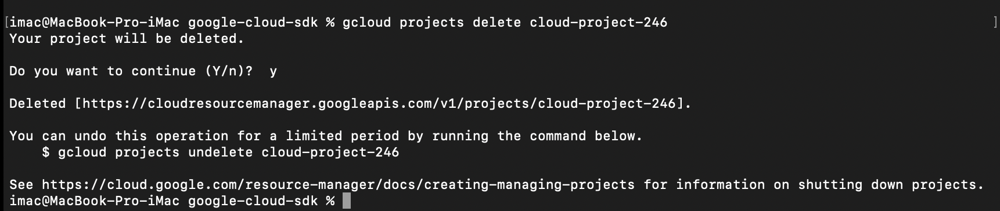 [imac@MacBook-Pro-iMac google-cloud-sdk % gcloud projects delete cloud-project-246 ]
Your project will be deleted.
Do you want to continue (Y/n)?  y
Deleted [https://cloudresourcemanager.googleapis.com/v1/projects/cloud-project-246].
You can undo this operation for a limited period by running the command below.
    $ gcloud projects undelete cloud-project-246
See https://cloud.google.com/resource-manager/docs/creating-managing-projects for information on shutting down projects.
imac@MacBook-Pro-iMac google-cloud-sdk %